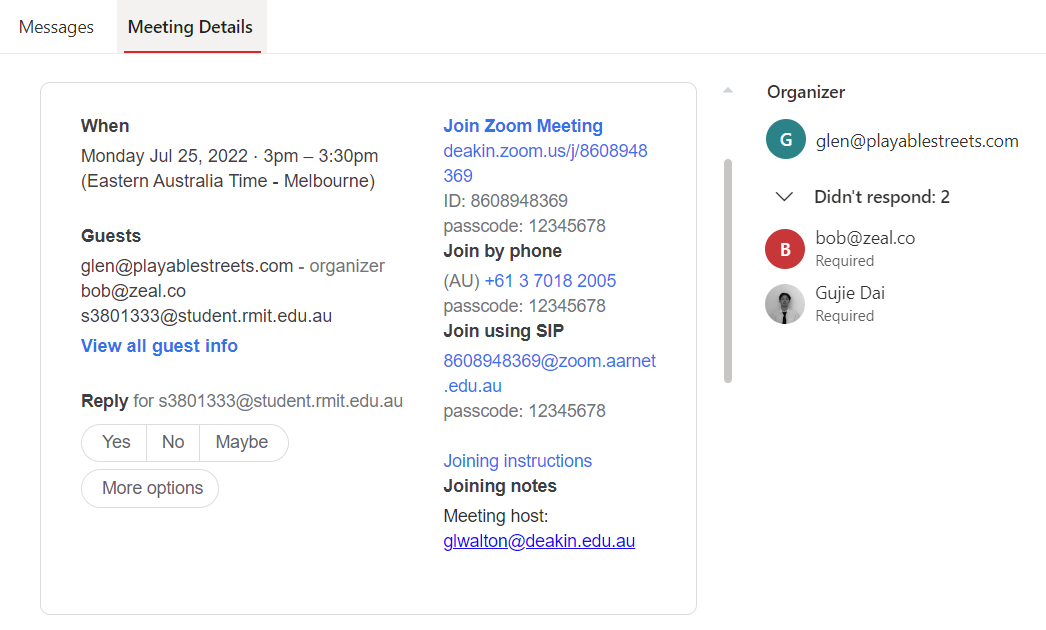 Messages
Meeting Details
When
Monday Jul 25, 2022 · 3pm – 3:30pm
(Eastern Australia Time - Melbourne)
Guests
glen@playablestreets.com - organizer
bob@zeal.co
s3801333@student.rmit.edu.au
View all guest info
Reply for s3801333@student.rmit.edu.au
Yes
No
Maybe
More options
Join Zoom Meeting
deakin.zoom.us/j/8608948
369
ID: 8608948369
passcode: 12345678
Join by phone
(AU) +61 3 7018 2005
passcode: 12345678
Join using SIP
8608948369@zoom.aarnet
.edu.au
passcode: 12345678
Joining instructions
Joining notes
Meeting host:
glwalton@deakin.edu.au
Organizer
G
glen@playablestreets.com
Didn't respond: 2
B
bob@zeal.co
Required
Gujie Dai
Required